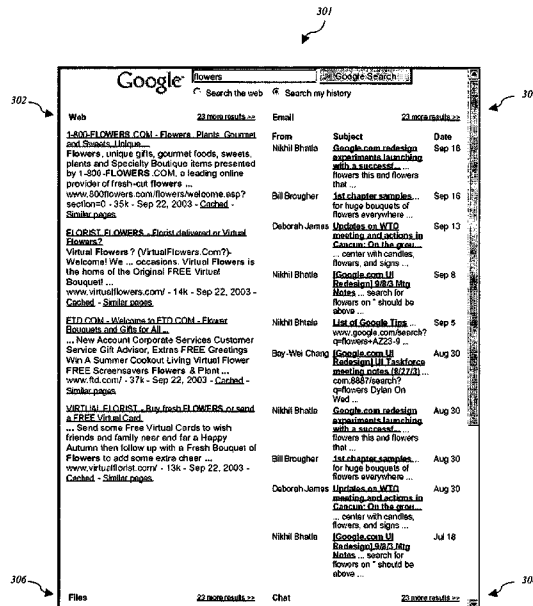 301
Google™ flowers Google Search
Search the web Search my history
302
30
Web 23 more results >>
1-800-FLOWERS.COM - Flowers, Plants, Gourmet
and Sweets, Unique...
Flowers, unique gifts, gourmet foods, sweets,
plants and Specialty Boutique items presented
by 1-800-FLOWERS.COM, a leading online
provider of fresh-cut flowers ...
www.800flowers.com/flowers/welcome.asp?
section=0 - 35k - Sep 22, 2003 - Cached -
Similar pages
FLORIST FLOWERS - Florist delivered or Virtual
Flowers?
Virtual Flowers? (VirtualFlowers.Com?)-
Welcome! We ... occasions. Virtual Flowers is
the home of the Original FREE Virtual
Bouquet! ...
www.virtualflowers.com/ - 14k - Sep 22, 2003 -
Cached - Similar pages
FTD.COM - Welcome to FTD.COM - Flower
Bouquets and Gifts for All ...
... New Account Corporate Services Customer
Service Gift Advisor, Extras FREE Greetings
Win A Summer Cookout Living Virtual Flower
FREE Screensavers Flowers & Plant ...
www.ftd.com/ - 37k - Sep 22, 2003 - Cached -
Similar pages
VIRTUAL FLORIST - Buy fresh FLOWERS or send
a FREE Virtual Card
... Send some Free Virtual Cards to wish
friends and family near and far a Happy
Autumn then follow up with a Fresh Bouquet of
Flowers to add some extra cheer ...
www.virtualflorist.com/ - 13k - Sep 22, 2003 -
Cached - Similar pages
Email 23 more results >>
From Subject Date
Nikhil Bhatla Google.com redesign Sep 16
experiments launching
with a successf... ...
flowers this and flowers
that ...
Bill Brougher 1st chapter samples... Sep 16
for huge bouquets of
flowers everywhere ...
Deborah James Updates on WTO Sep 13
meeting and actions in
Cancun: On the grou...
... center with candles,
flowers, and signs ...
Nikhil Bhatla [Google.com UI Sep 8
Redesign] 9/8/3 Mtg
Notes ... search for
flowers on * should be
above ...
Nikhil Bhatla List of Google Tips ... Sep 5
www.google.com/search?
q=flowers+AZ23-9 ...
Bay-Wei Chang [Google.com UI Aug 30
Redesign] UI Taskforce
meeting notes (8/27/3) ...
com:8887/search?
q=flowers Dylan On
Wed ...
Nikhil Bhatla Google.com redesign Aug 30
experiments launching
with a successf... ...
flowers this and flowers
that ...
Bill Brougher 1st chapter samples... Aug 30
for huge bouquets of
flowers everywhere ...
Deborah James Updates on WTO Aug 30
meeting and actions in
Cancun: On the grou...
... center with candles,
flowers, and signs ...
Nikhil Bhatla [Google.com UI Jul 18
Redesign] 9/8/3 Mtg
Notes ... search for
flowers on * should be
above ...
306
30
Files 23 more results >>
Chat 23 more results >>